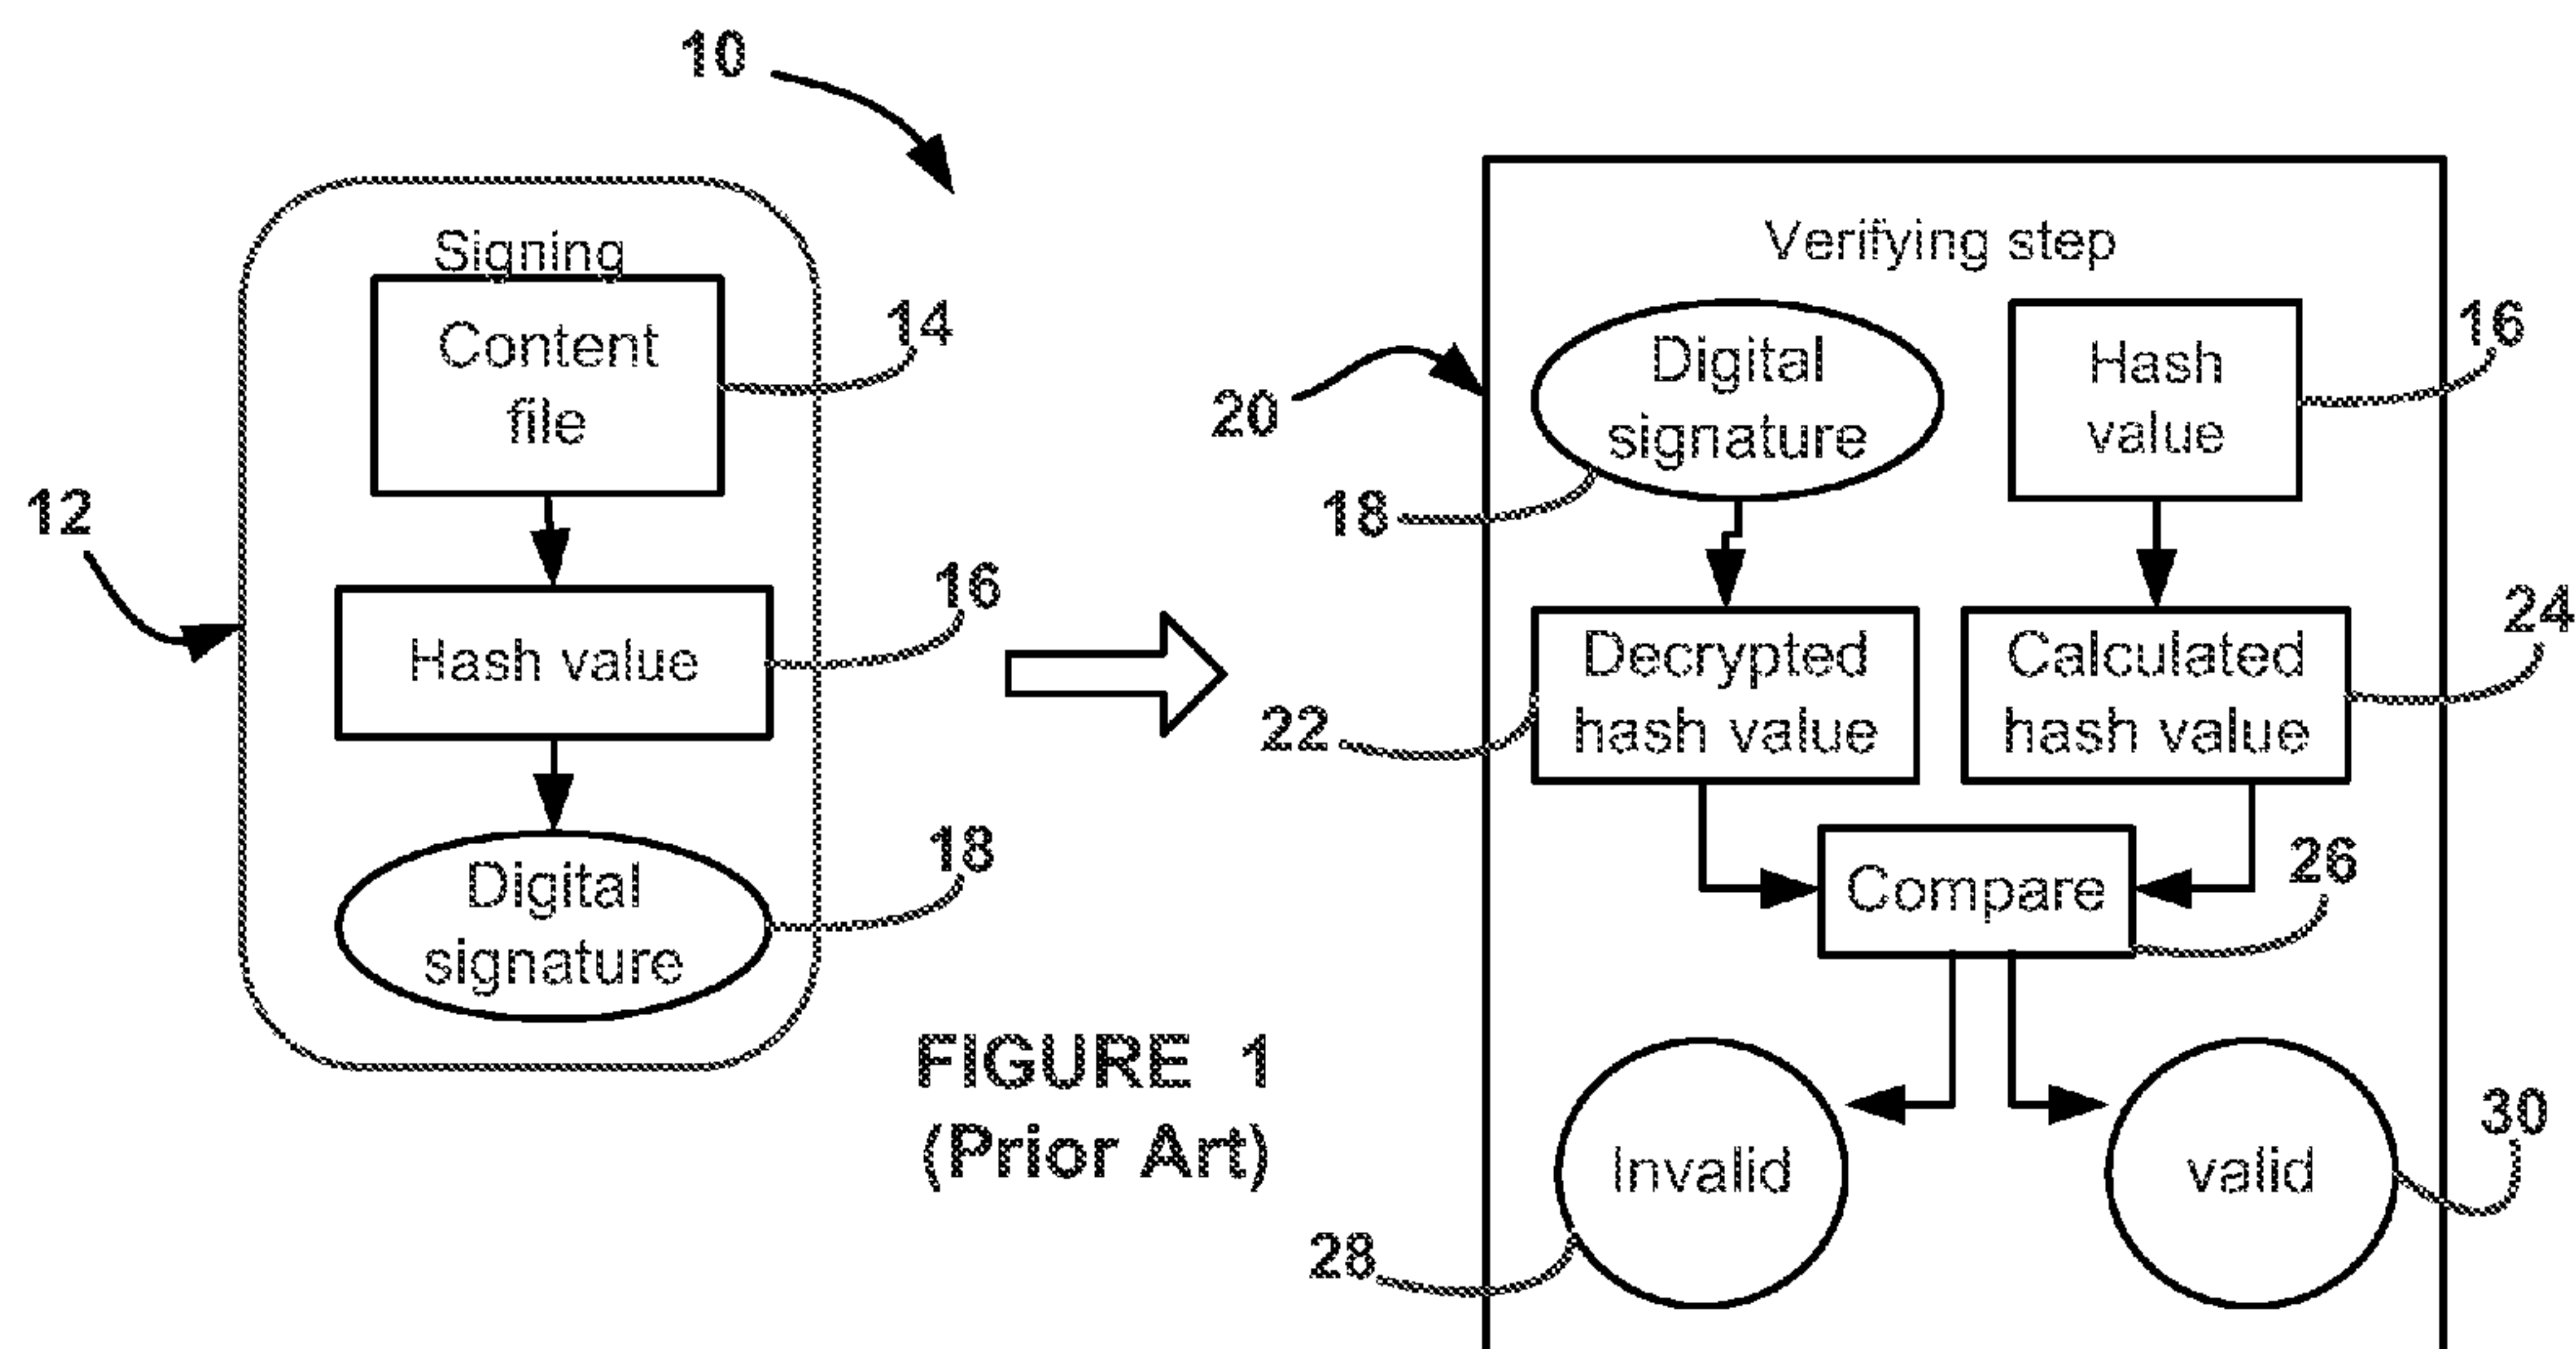 10
Signing
Content
file
14
12
Hash value
16
Digital
signature
18
FIGURE 1
(Prior Art)
Verifying step
20
Digital
signature
18
Hash
value
16
Decrypted
hash value
22
Calculated
hash value
24
Compare
26
Invalid
28
valid
30